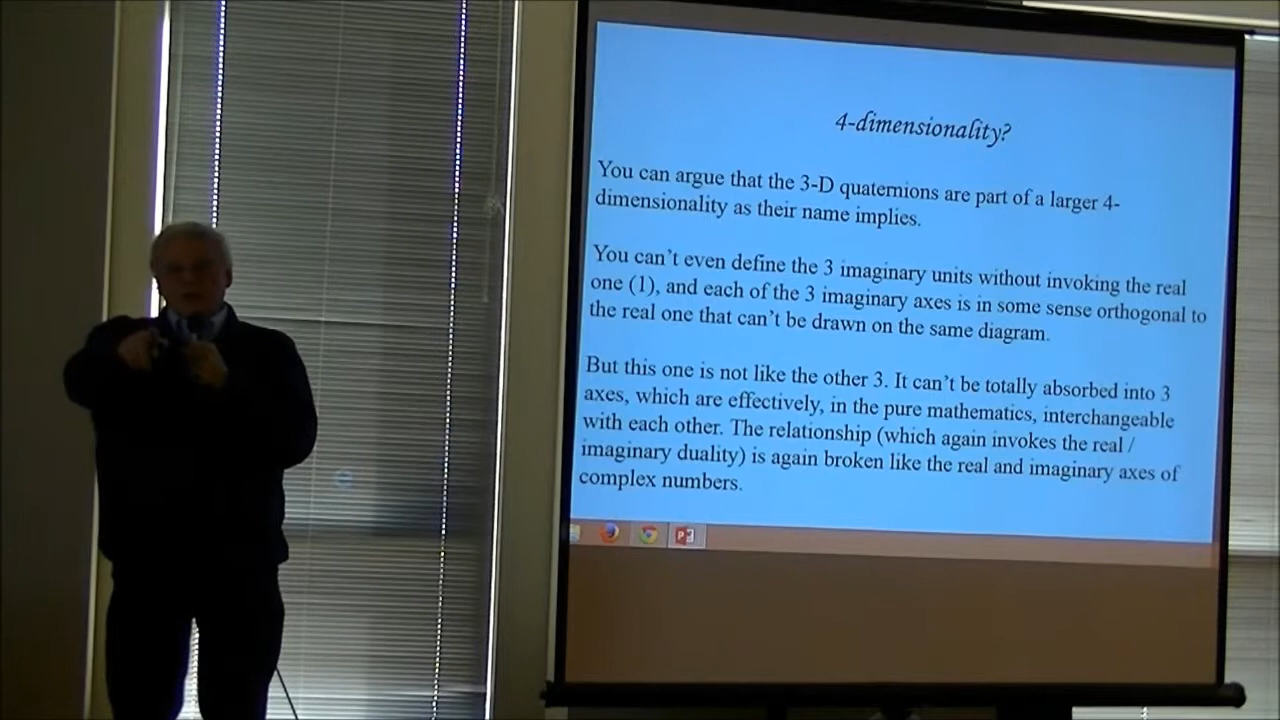 4-dimensionality?
You can argue that the 3-D quaternions are part of a larger 4-
dimensionality as their name implies.
You can't even define the 3 imaginary units without invoking the real
one (1), and each of the 3 imaginary axes is in some sense orthogonal to
the real one that can't be drawn on the same diagram.
But this one is not like the other 3. It can't be totally absorbed into 3
axes, which are effectively, in the pure mathematics, interchangeable
with each other. The relationship (which again invokes the real /
imaginary duality) is again broken like the real and imaginary axes of
complex numbers.